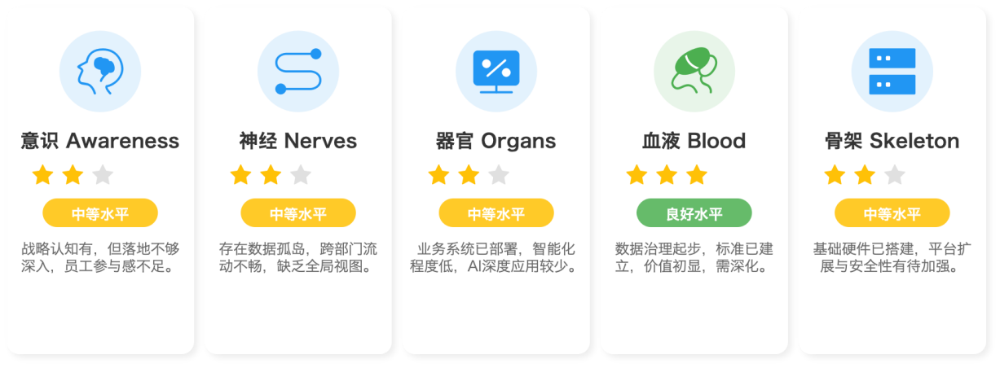 意识 Awareness
中等水平
战略认知有，但落地不够
深入，员工参与感不足。
神经 Nerves
中等水平
存在数据孤岛，跨部门流
动不畅，缺乏全局视图。
器官 Organs
中等水平
业务系统已部署，智能化
程度低，AI深度应用较少。
血液 Blood
良好水平
数据治理起步，标准已建
立，价值初显，需深化。
骨架 Skeleton
中等水平
基础硬件已搭建，平台扩
展与安全性有待加强。